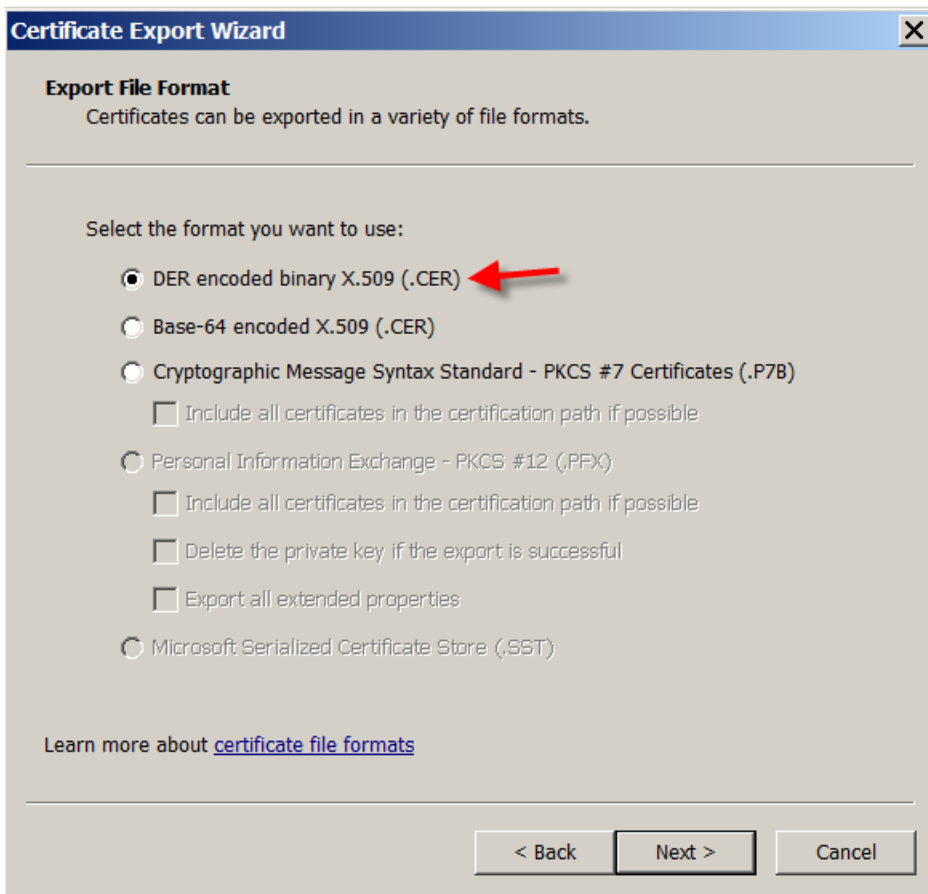 Certificate Export Wizard
Export File Format
Certificates can be exported in a variety of file formats.
Select the format you want to use:
DER encoded binary X.509 (.CER)
Base-64 encoded X.509 (.CER)
Cryptographic Message Syntax Standard - PKCS #7 Certificates (.P7B)
Include all certificates in the certification path if possible
Personal Information Exchange - PKCS #12 (.PFX)
Include all certificates in the certification path if possible
Delete the private key if the export is successful
Export all extended properties
Microsoft Serialized Certificate Store (.SST)
Learn more about certificate file formats
< Back Next > Cancel